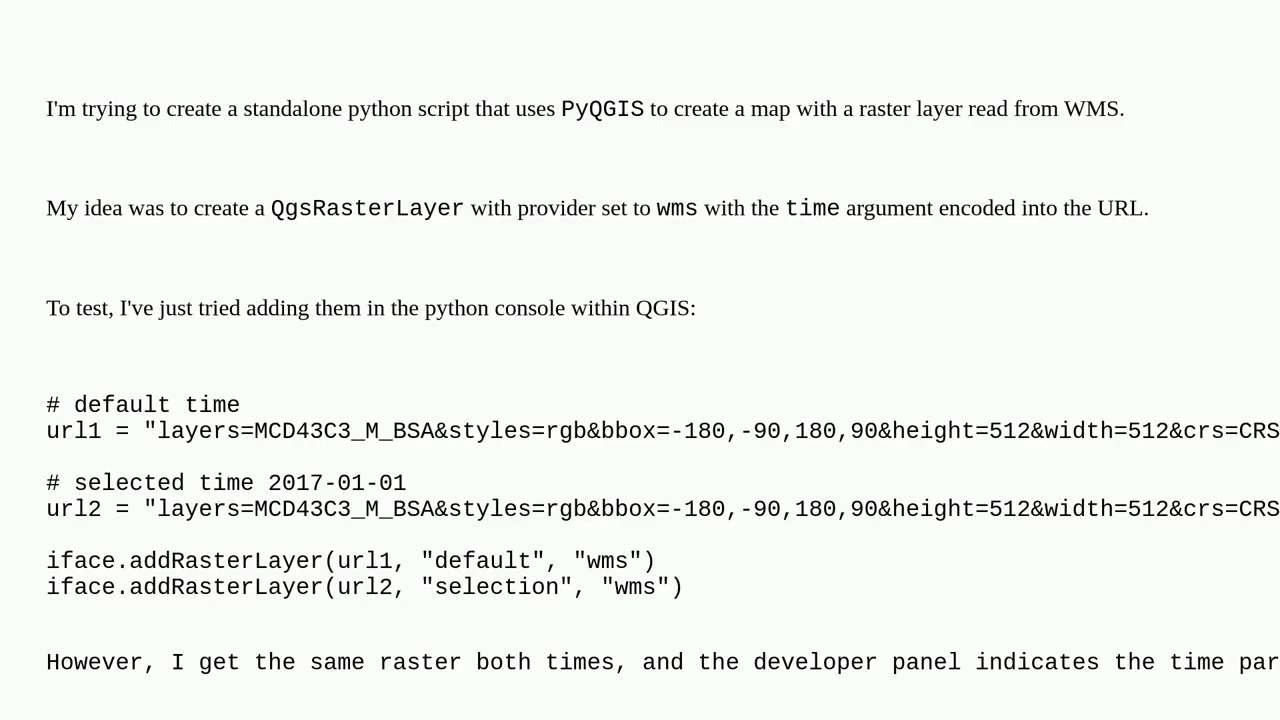 I'm trying to create a standalone python script that uses PyQGIS to create a map with a raster layer read from WMS.
My idea was to create a QgsRasterLayer with provider set to wms with the time argument encoded into the URL.
To test, I've just tried adding them in the python console within QGIS:
# default time
url1 = "layers=MCD43C3_M_BSA&styles=rgb&bbox=-180,-90,180,90&height=512&width=512&crs=CRS
# selected time 2017-01-01
url2 = "layers=MCD43C3_M_BSA&styles=rgb&bbox=-180,-90,180,90&height=512&width=512&crs=CRS
iface.addRasterLayer(url1, "default", "wms")
iface.addRasterLayer(url2, "selection", "wms")
However, I get the same raster both times, and the developer panel indicates the time par